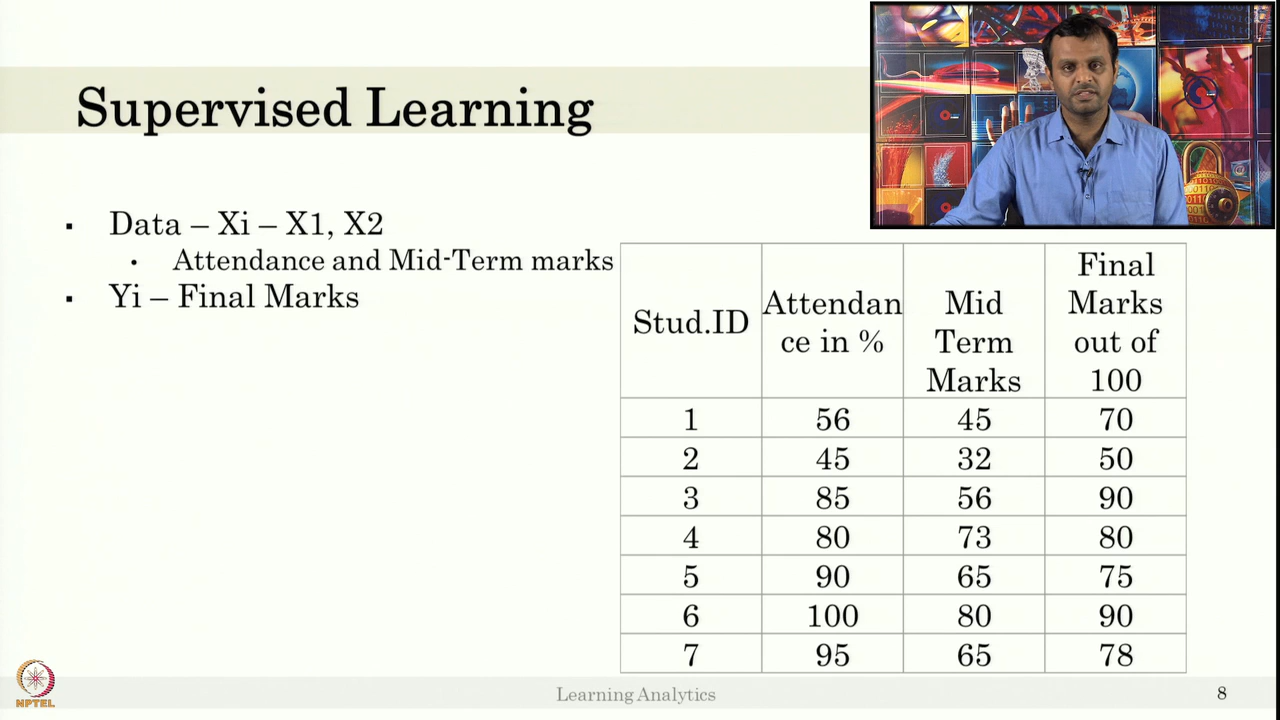 Supervised Learning
▪ Data – Xi – X1, X2
• Attendance and Mid-Term marks
▪ Yi – Final Marks
Stud.ID Attendance in % Mid Term Marks Final Marks out of 100
1 56 45 70
2 45 32 50
3 85 56 90
4 80 73 80
5 90 65 75
6 100 80 90
7 95 65 78
NPTEL
Learning Analytics
8